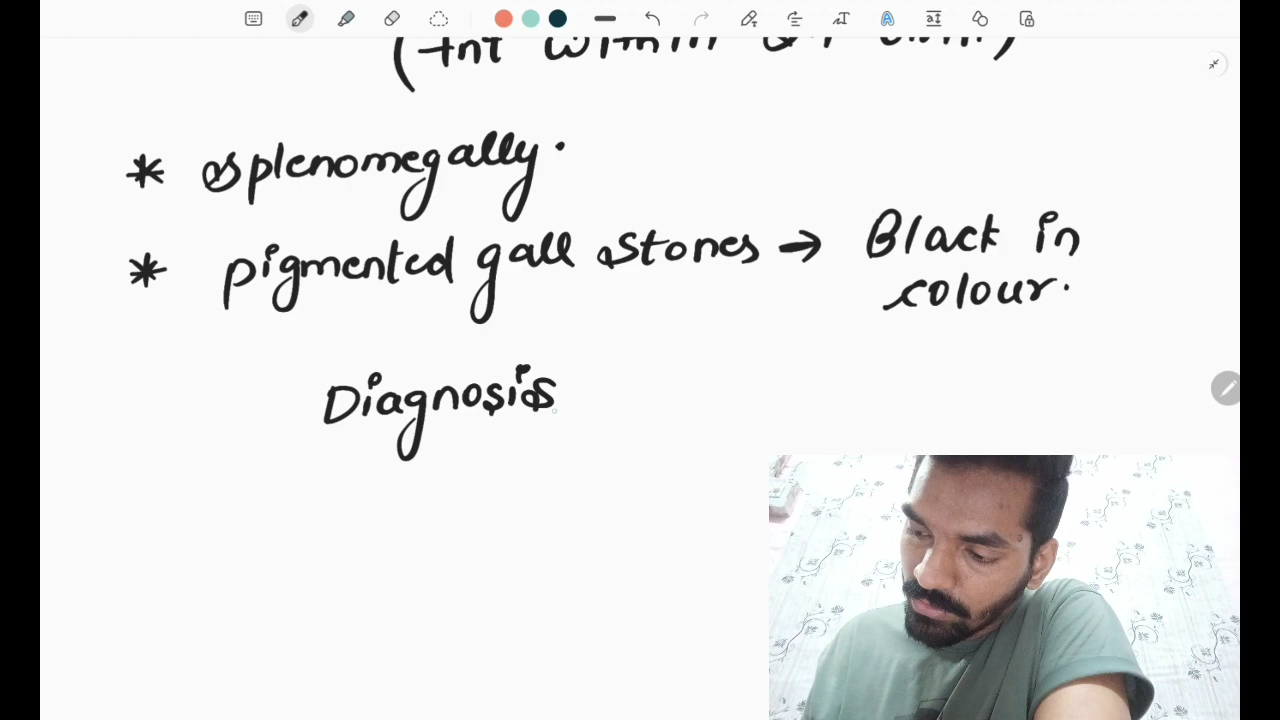 * splenomegally.
* pigmented gall stones → Black in
colour.
Diagnosis